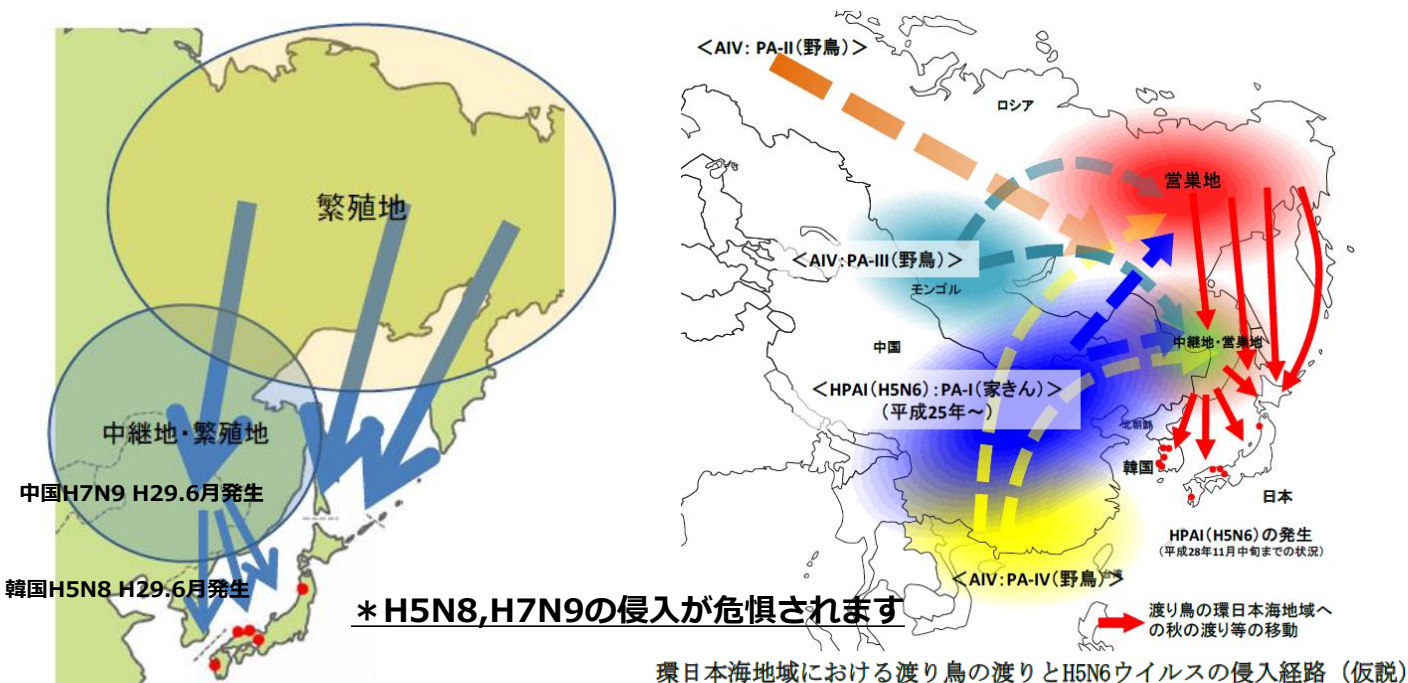 繁殖地
中継地・繁殖地
中国H7N9 H29.6月発生
韓国H5N8 H29.6月発生
＊H5N8,H7N9の侵入が危惧されます
＜AIV： PA-II（野鳥）＞
ロシア
営巣地
＜AIV：PA-III（野鳥）＞
モンゴル
中国
中継地・営巣地
＜HPAI（H5N6）：PA-I（家きん）＞
（平成25年～）
北朝鮮
韓国
日本
HPAI（H5N6）の発生
（平成28年11月中旬までの状況）
台湾
＜AIV：PA-IV（野鳥）＞
渡り鳥の環日本海地域へ
の秋の渡り等の移動
環日本海地域における渡り鳥の渡りとH5N6ウイルスの侵入経路（仮説）